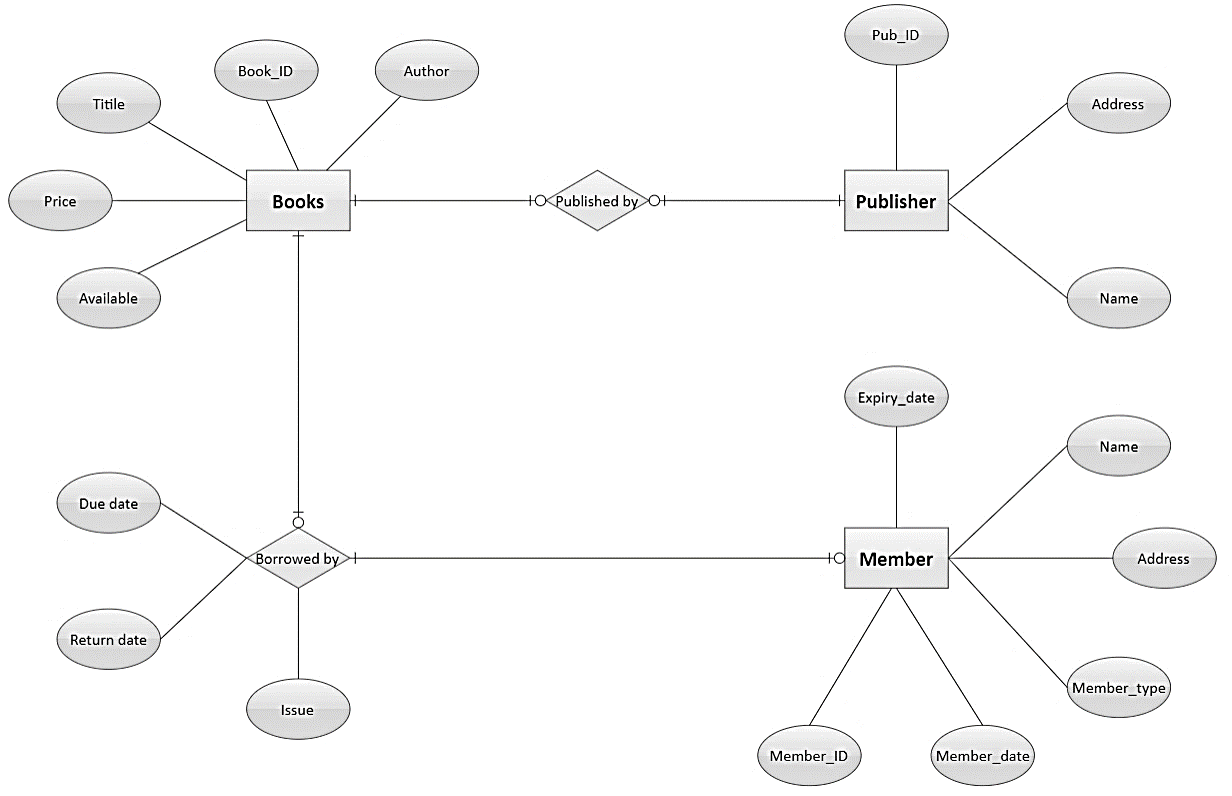 Pub_ID
Book_ID
Author
Titile
Address
Price
Books
Published by
Publisher
Available
Name
Expiry_date
Name
Due date
Borrowed by
Member
Address
Return date
Member_type
Issue
Member_ID
Member_date